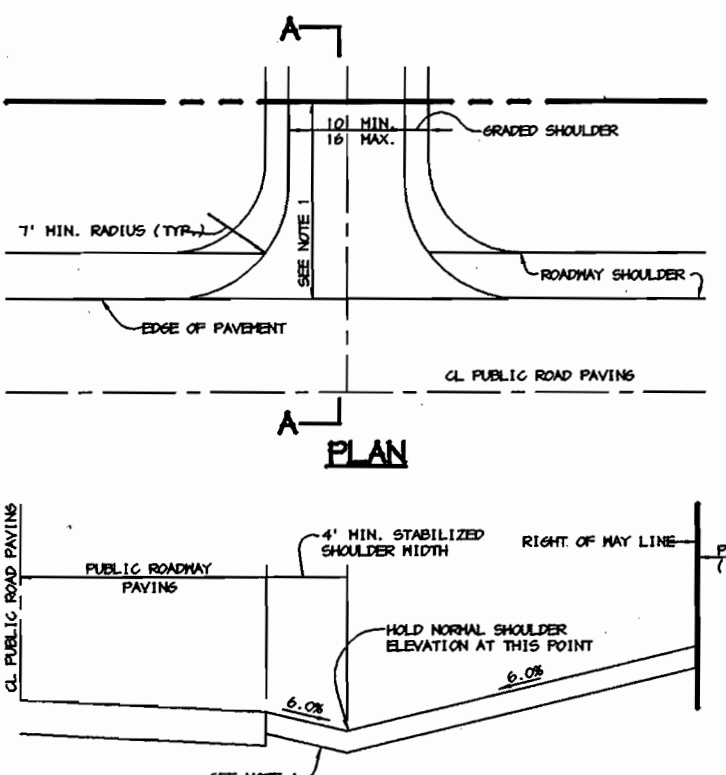 A
10' MIN.
16' MAX.
GRADED SHOULDER
7' MIN. RADIUS (TYP.)
SEE NOTE 1
ROADWAY SHOULDER
EDGE OF PAVEMENT
CL PUBLIC ROAD PAVING
A
PLAN
CL PUBLIC ROAD PAVING
4' MIN. STABILIZED
SHOULDER WIDTH
RIGHT OF WAY LINE
PUBLIC ROADWAY
PAVING
HOLD NORMAL SHOULDER
ELEVATION AT THIS POINT
6.0%
6.0%